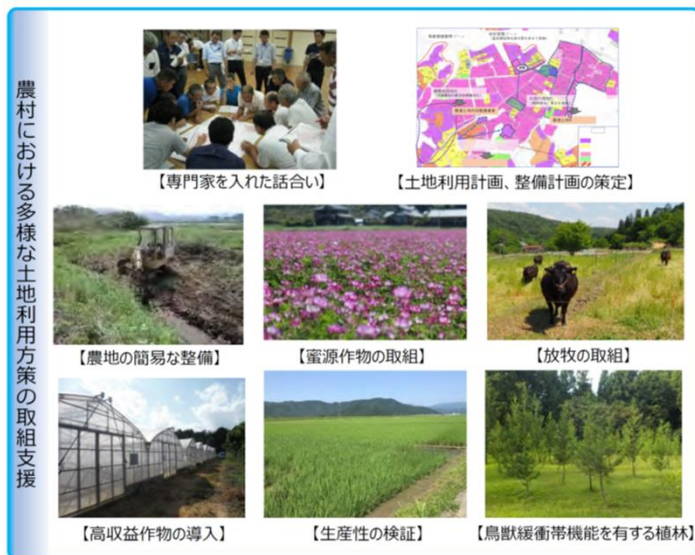 農村における多様な土地利用方策の取組支援
【専門家を入れた話合い】
【土地利用計画、整備計画の策定】
【農地の簡易な整備】
【蜜源作物の取組】
【放牧の取組】
【高収益作物の導入】
【生産性の検証】
【鳥獣緩衝帯機能を有する植林】